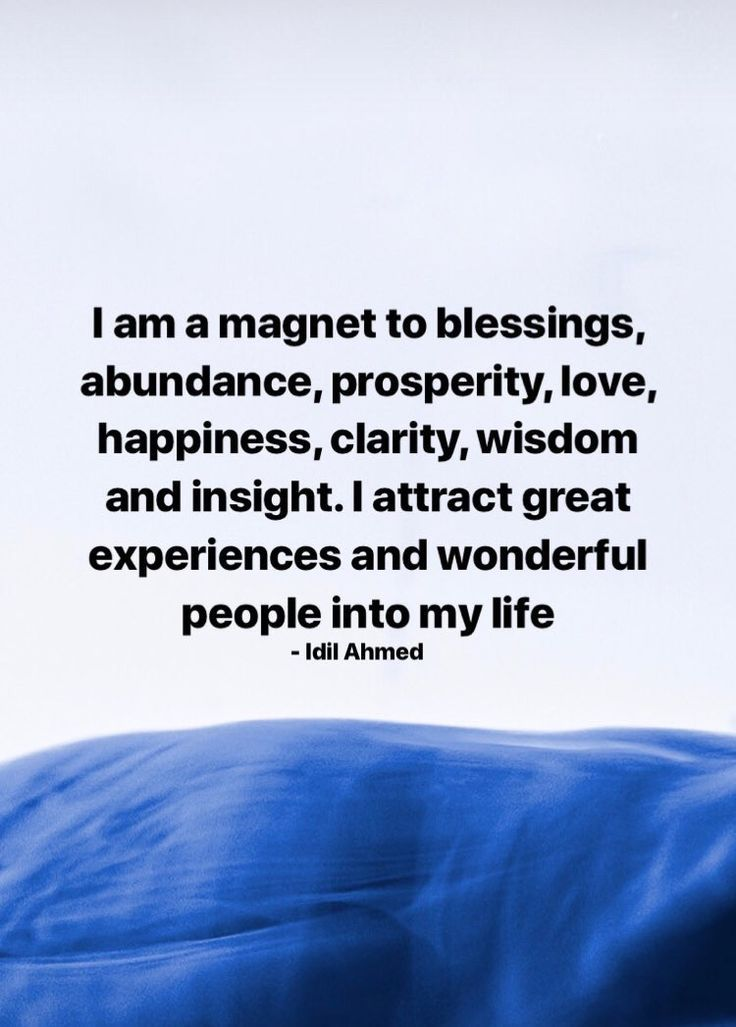 I am a magnet to blessings,
abundance, prosperity, love,
happiness, clarity, wisdom
and insight. I attract great
experiences and wonderful
people into my life
- Idil Ahmed